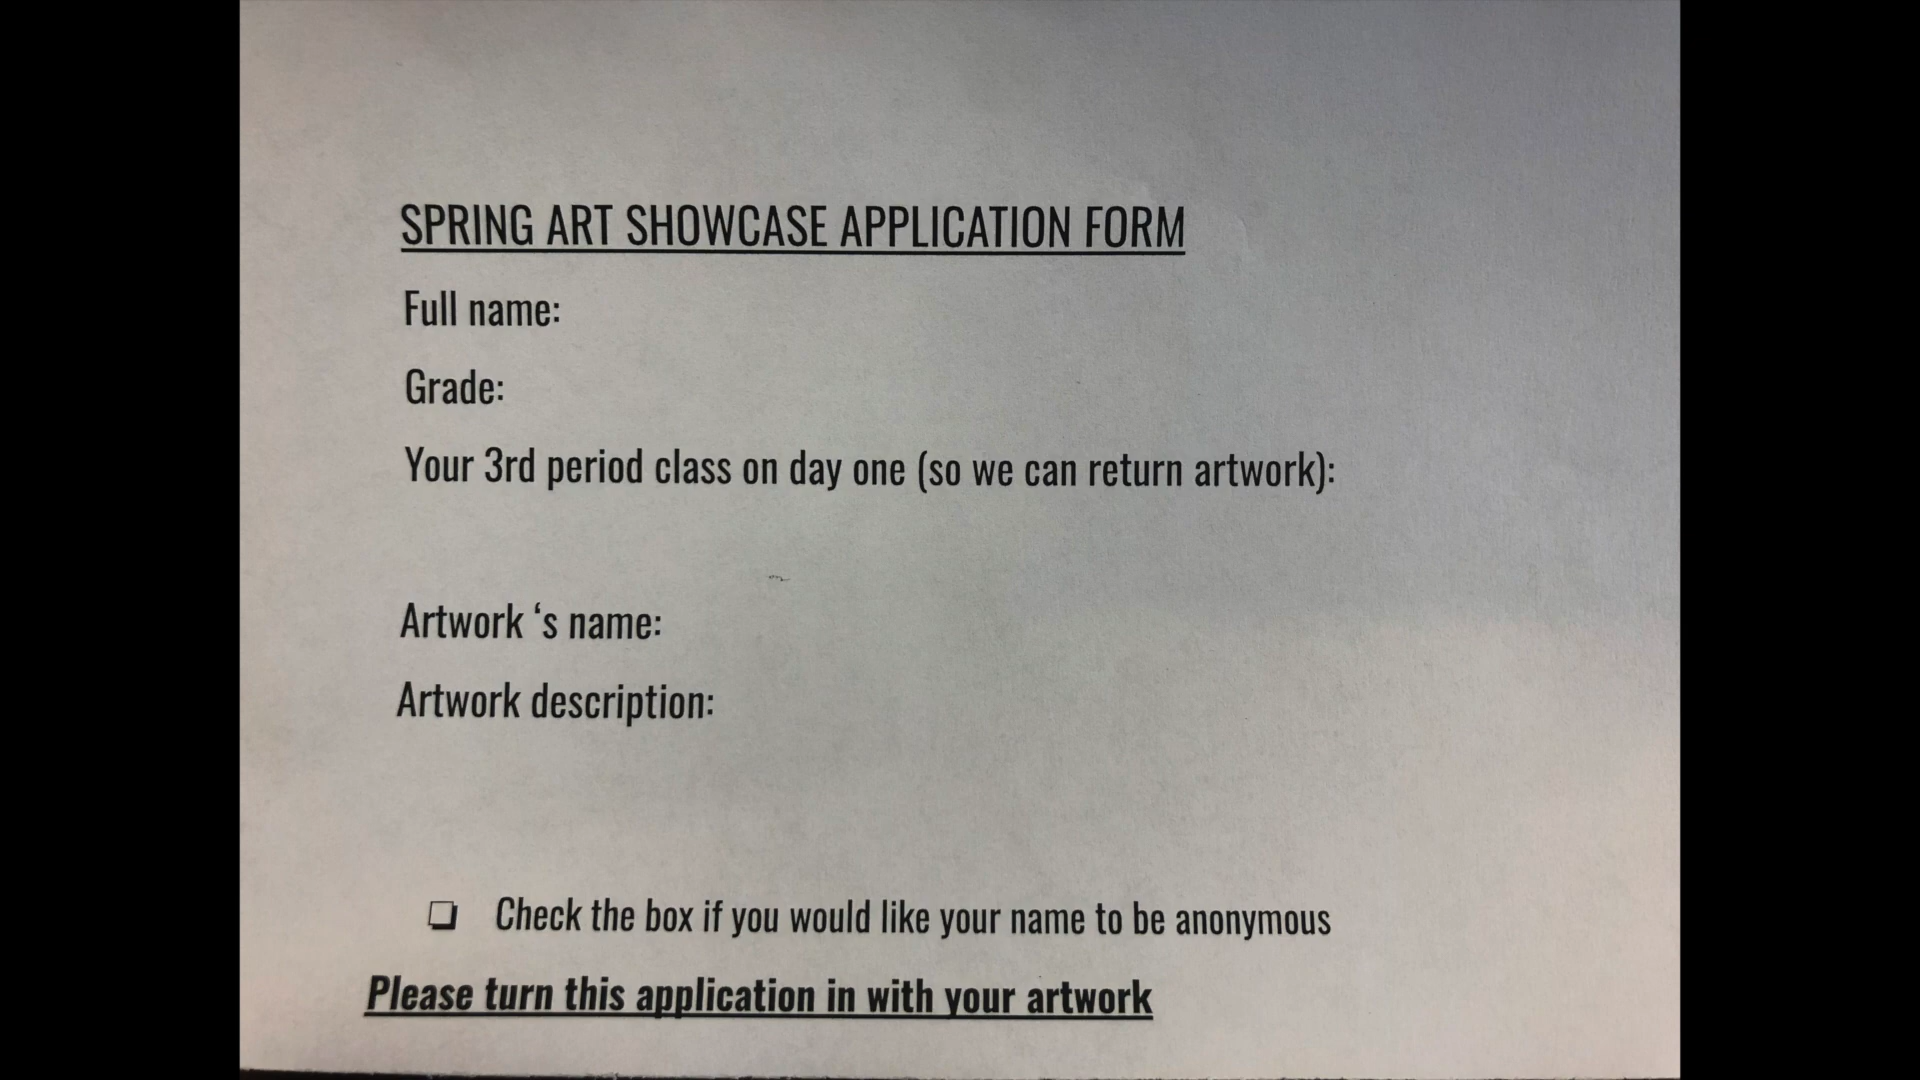 SPRING ART SHOWCASE APPLICATION FORM
Full name:
Grade:
Your 3rd period class on day one (so we can return artwork):
Artwork ‘s name:
Artwork description:
❏ Check the box if you would like your name to be anonymous
Please turn this application in with your artwork